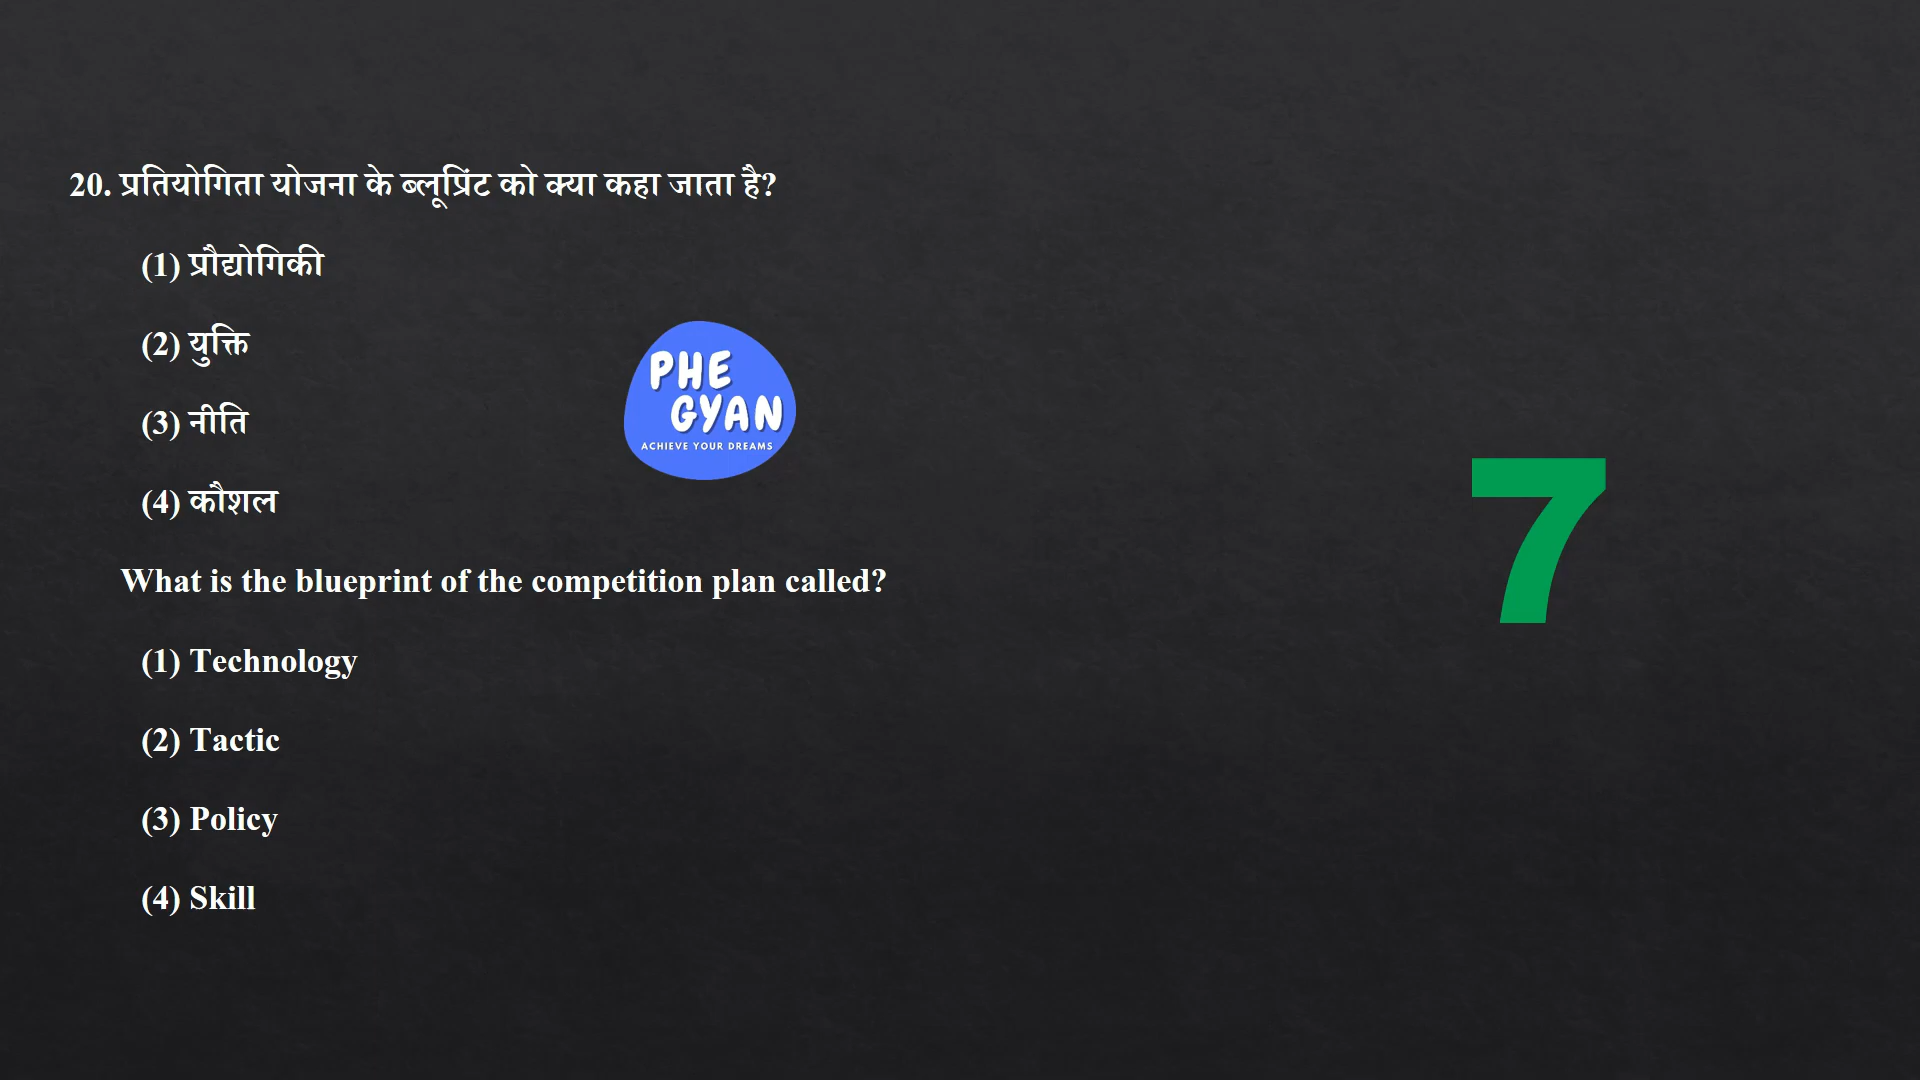 20. प्रतियोगिता योजना के ब्लूप्रिंट को क्या कहा जाता है?
(1) प्रौद्योगिकी
(2) युक्ति
(3) नीति
(4) कौशल
PHE
GYAN
ACHIEVE YOUR DREAMS
7
What is the blueprint of the competition plan called?
(1) Technology
(2) Tactic
(3) Policy
(4) Skill